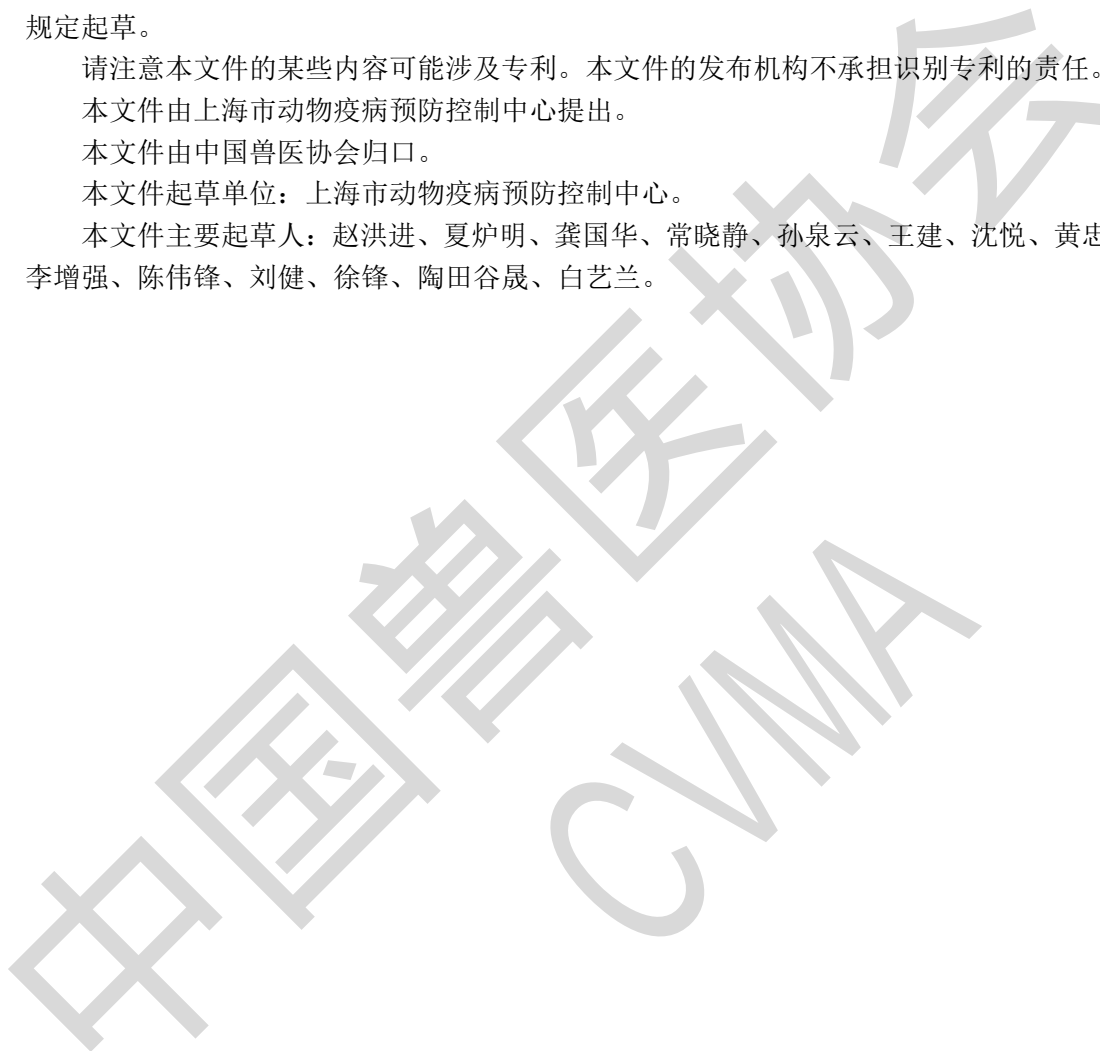 规定起草。
请注意本文件的某些内容可能涉及专利。本文件的发布机构不承担识别专利的责任。
本文件由上海市动物疫病预防控制中心提出。
本文件由中国兽医协会归口。
本文件起草单位：上海市动物疫病预防控制中心。
本文件主要起草人：赵洪进、夏炉明、龚国华、常晓静、孙泉云、王建、沈悦、黄忠
李增强、陈伟锋、刘健、徐锋、陶田谷晟、白艺兰。
中国兽医协会
CVMA